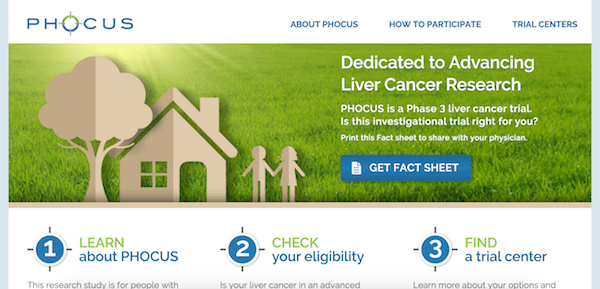 PHOCUS
ABOUT PHOCUS
HOW TO PARTICIPATE
TRIAL CENTERS
Dedicated to Advancing
Liver Cancer Research
PHOCUS is a Phase 3 liver cancer trial.
Is this investigational trial right for you?
Print this Fact sheet to share with your physician.
GET FACT SHEET
1
LEARN
about PHOCUS
This research study is for people with
2
CHECK
your eligibility
Is your liver cancer in an advanced
3
FIND
a trial center
Learn more about your options and